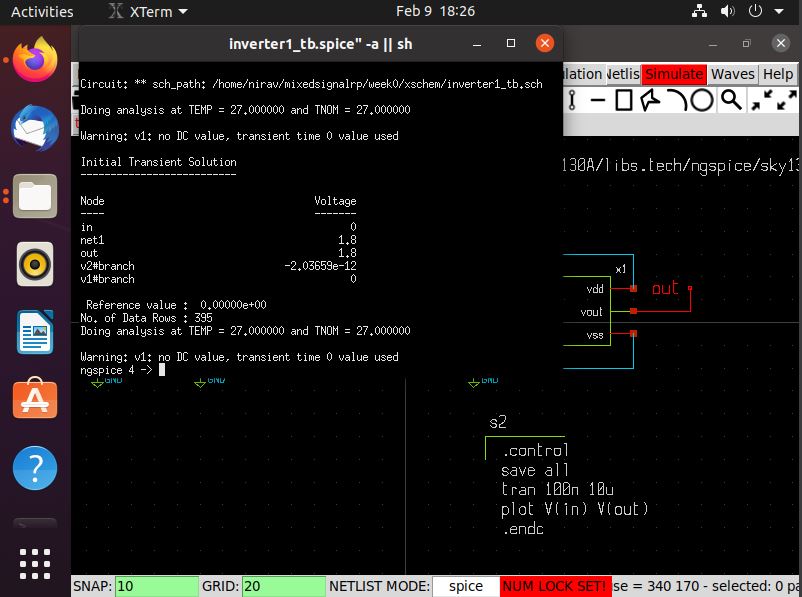 Activities
XTerm
Feb 9 18:26
inverter1_tb.spice" -a || sh
Circuit: ** sch_path: /home/nirav/mixedsignalrp/week0/xschem/inverter1_tb.sch
Doing analysis at TEMP = 27.000000 and TNOM = 27.000000
Warning: v1: no DC value, transient time 0 value used
Initial Transient Solution
--------------------------
Node Voltage
---- -------
in 0
net1 1.8
out 1.8
v2#branch -2.03659e-12
v1#branch 0
Reference value : 0.00000e+00
No. of Data Rows : 395
Doing analysis at TEMP = 27.000000 and TNOM = 27.000000
Warning: v1: no DC value, transient time 0 value used
ngspice 4 ->
ulation Netlist Simulate Waves Help
130A/libs.tech/ngspice/sky13
x1
vdd
out
vout
vss
GND
GND
GND
s2
.control
save all
tran 100n 10u
plot V(in) V(out)
.endc
SNAP: 10 GRID: 20 NETLIST MODE: spice NUM LOCK SET! se = 340 170 - selected: 0 pa